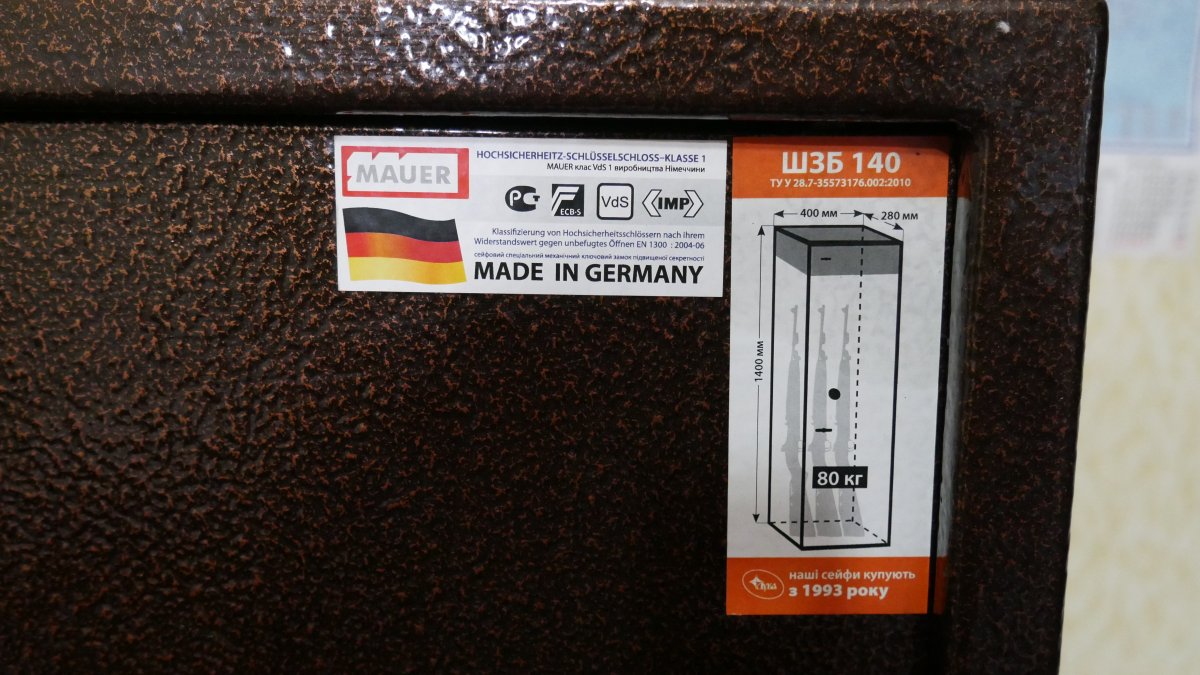 MAUER
HOCHSICHERHEITZ-SCHLÜSSELSCHLOSS–KLASSE 1
MAUER клас VdS 1 виробництва Німеччини
РСТ
ECB-S
VdS
IMP
Klassifizierung von Hochsicherheitsschlössern nach Ihrem
Widerstandswert gegen unbefugtes Öffnen EN 1300 : 2004-06
сейфовий спеціальний механічний ключовий замок підвищеної секретності
MADE IN GERMANY
ШЗБ 140
ТУ У 28.7-35573176.002:2010
400 мм
280 мм
1400 мм
80 кг
наші сейфи купують
з 1993 року